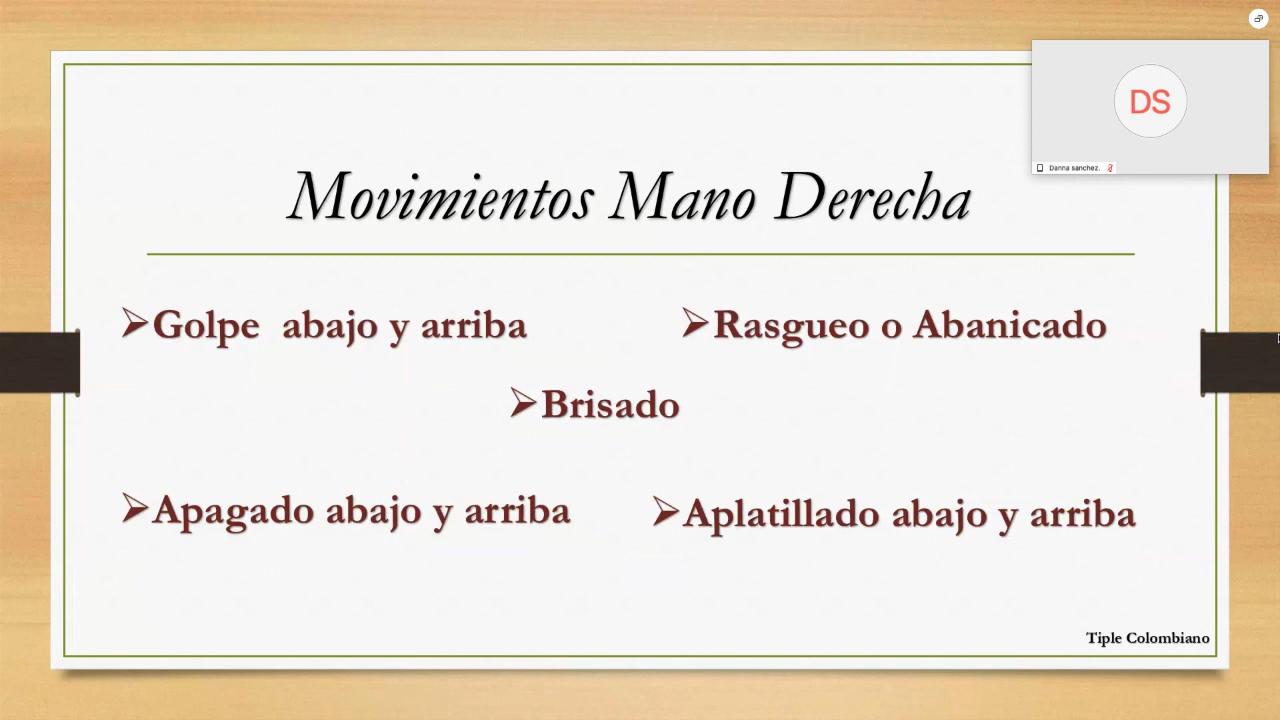 DS
Danna sanchez.
Movimientos Mano Derecha
Golpe abajo y arriba
Rasgueo o Abanicado
Brisado
Apagado abajo y arriba
Aplatillado abajo y arriba
Tiple Colombiano